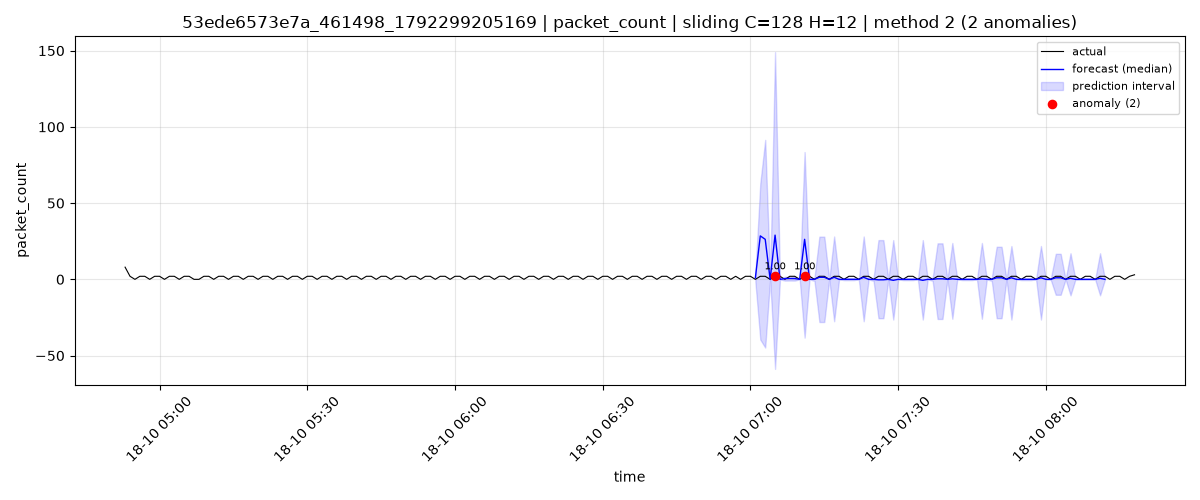 53ede6573e7a_461498_1792299205169 | packet_count | sliding C=128 H=12 | method 2 (2 anomalies)
150
100
50
0
−50
packet_count
actual
forecast (median)
prediction interval
anomaly (2)
1.00 1.00
18-10 05:00
18-10 05:30
18-10 06:00
18-10 06:30
18-10 07:00
18-10 07:30
18-10 08:00
time